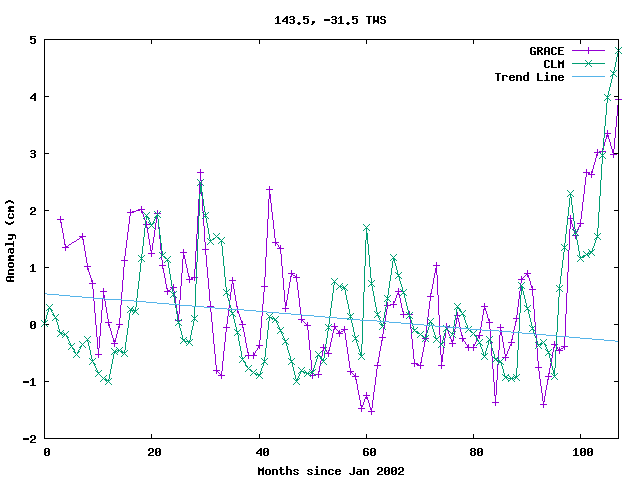 143.5, -31.5 TWS
GRACE
CLM
Trend Line
5
4
3
2
1
0
-1
-2
Anomaly (cm)
0 20 40 60 80 100
Months since Jan 2002